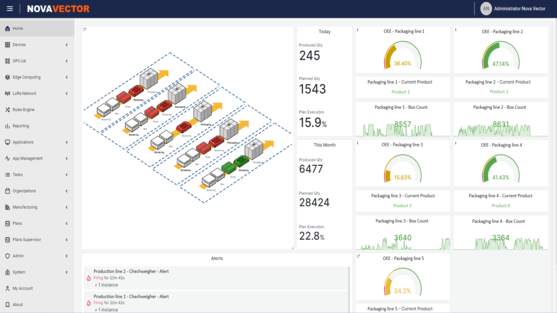 NOVAVECTOR
AN Administrator Nova Vector
Home
Devices
OPC-UA
Edge Computing
LoRa Network
Rules Engine
Reporting
Applications
App Management
Tasks
Organizations
Manufacturing
Plans
Plans Supervisor
Admin
System
My Account
About
Today
Produced Qty
245
Planned Qty
1543
Plan Execution
15.9%
This Month
Produced Qty
6477
Planned Qty
28424
Plan Execution
22.8%
OEE - Packaging line1
36.40%
Packaging line 1 - Current Product
Product 1
Packaging line 1 - Box Count
8557
OEE - Packaging line 2
47.14%
Packaging line 2 - Current Product
Product 2
Packaging line 2 - Box Count
8631
OEE - Packaging line 3
15.83%
Packaging line 3 - Current Product
Product 3
Packaging line 3 - Box Count
3640
OEE - Packaging line 4
41.43%
Packaging line 4 - Current Product
Product 4
Packaging line 4 - Box Count
3364
OEE - Packaging line 5
24.2%
Packaging line 5 - Current Product
Alerts
Production line 2 - Checkweigher - Alert
Firing for 22m 42s
> 1 instance
Production line 1 - Checkweigher - Alert
Firing for 22m 42s
> 1 instance